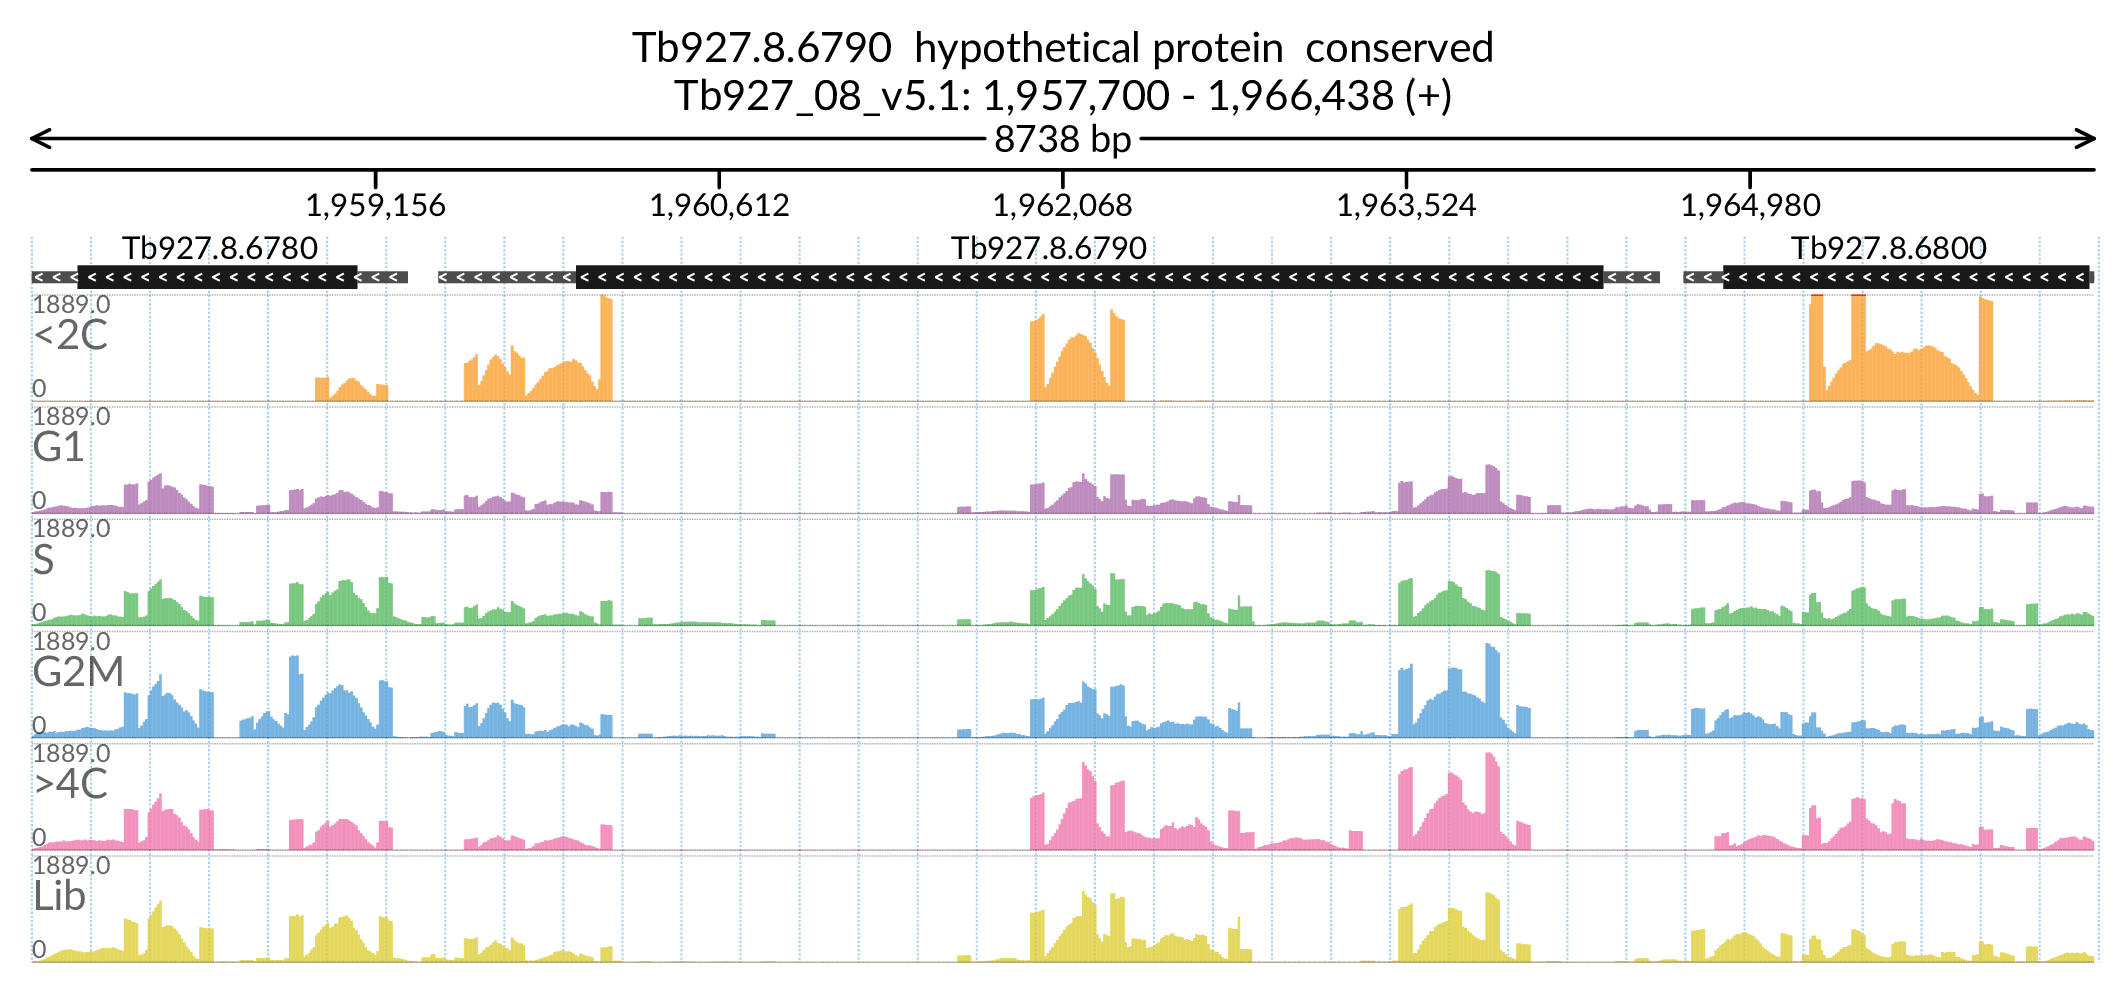 Tb927.8.6790 hypothetical protein conserved
Tb927_08_v5.1: 1,957,700 - 1,966,438 (+)
8738 bp
1,959,156 1,960,612 1,962,068 1,963,524 1,964,980
Tb927.8.6780 Tb927.8.6790 Tb927.8.6800
1889.0
<2C
0
1889.0
G1
0
1889.0
S
0
1889.0
G2M
0
1889.0
>4C
0
1889.0
Lib
0